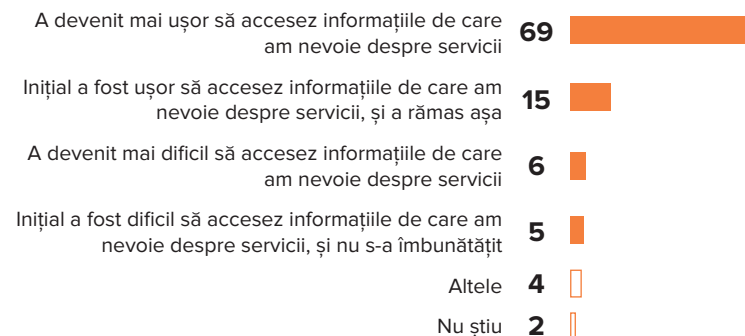 A devenit mai ușor să accesez informațiile de care
am nevoie despre servicii
69
Inițial a fost ușor să accesez informațiile de care am
nevoie despre servicii, și a rămas așa
15
A devenit mai dificil să accesez informațiile de care
am nevoie despre servicii
6
Inițial a fost dificil să accesez informațiile de care am
nevoie despre servicii, și nu s-a îmbunătățit
5
Altele 4
Nu știu 2